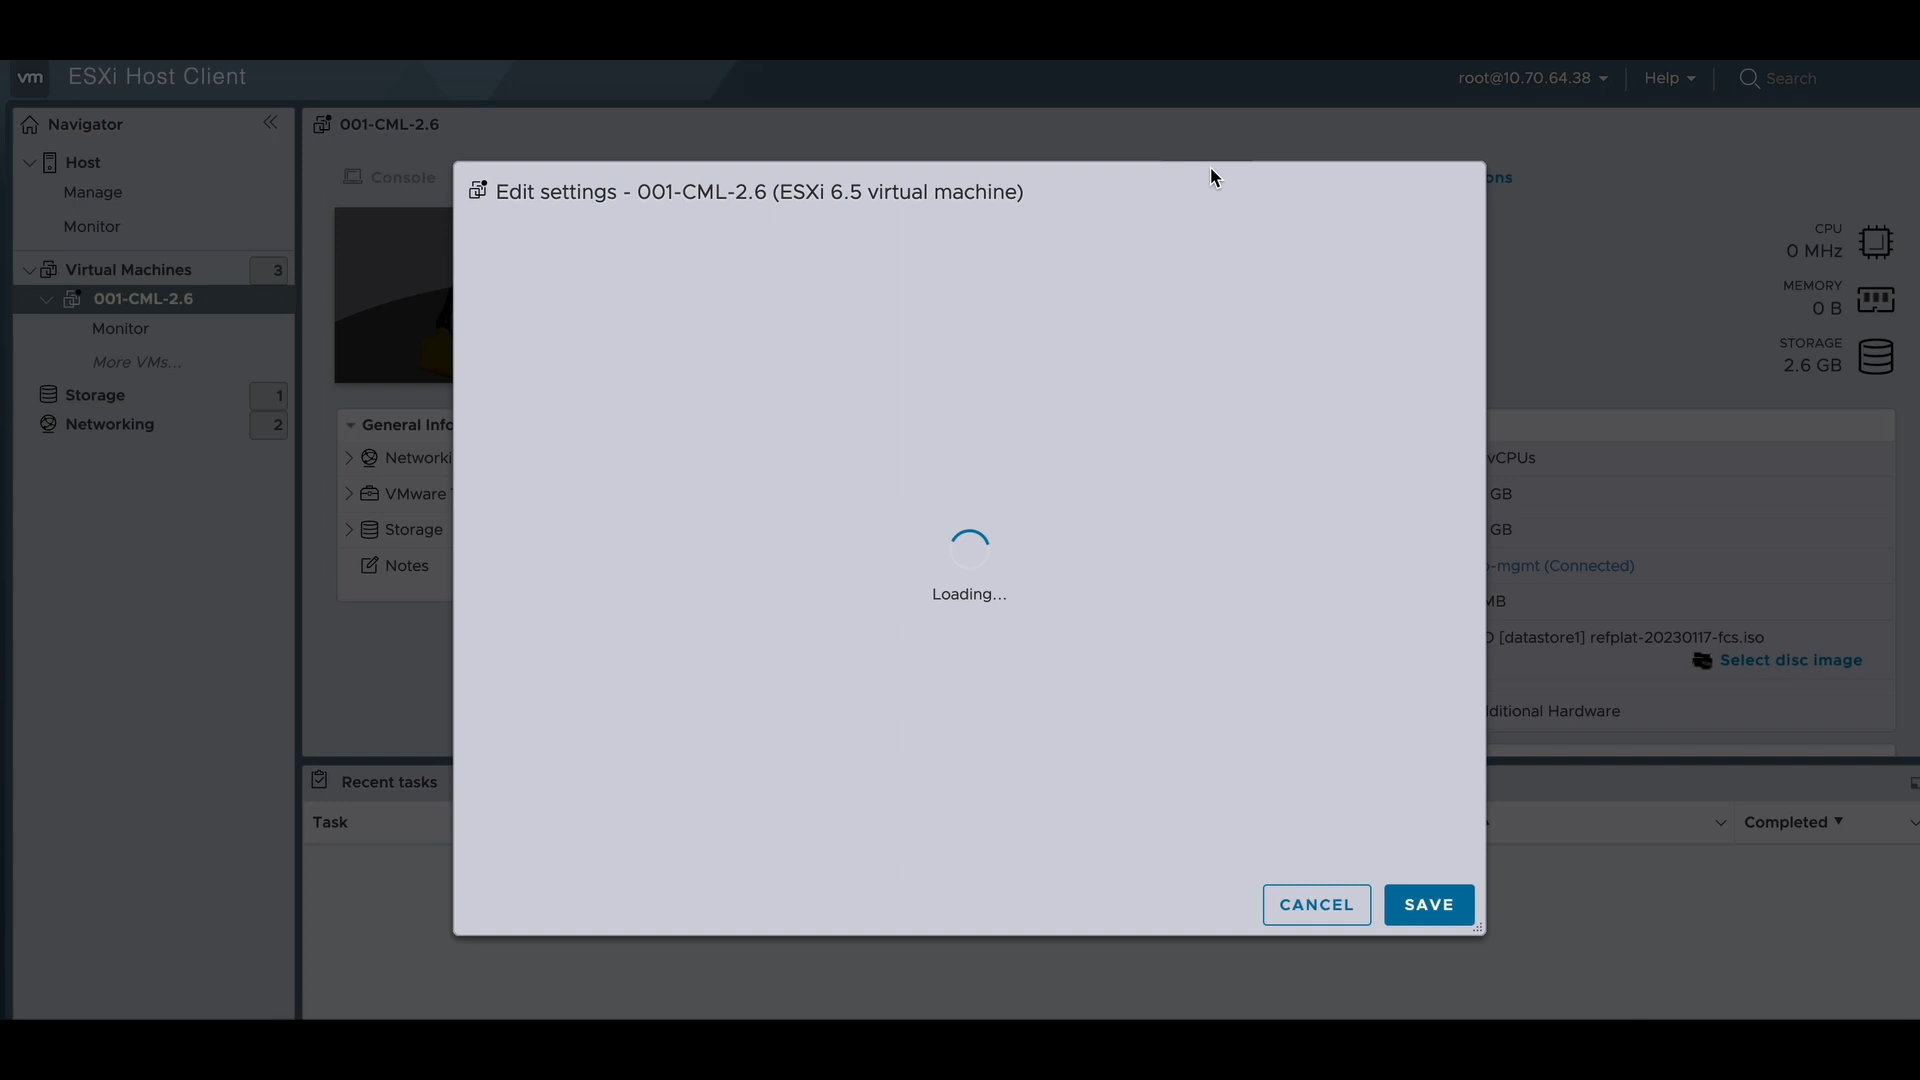 vm ESXi Host Client root@10.70.64.38 Help Search
Navigator
001-CML-2.6
Host
Manage
Monitor
Virtual Machines 3
001-CML-2.6
Monitor
More VMs...
Storage 1
Networking 2
Console
ons
CPU
0 MHz
MEMORY
0 B
STORAGE
2.6 GB
General Info
Networki
VMware
Storage
Notes
Edit settings - 001-CML-2.6 (ESXi 6.5 virtual machine)
Loading...
CANCEL SAVE
vCPUs
GB
GB
-mgmt (Connected)
MB
[datastore1] refplat-20230117-fcs.iso
Select disc image
ditional Hardware
Recent tasks
Task Completed